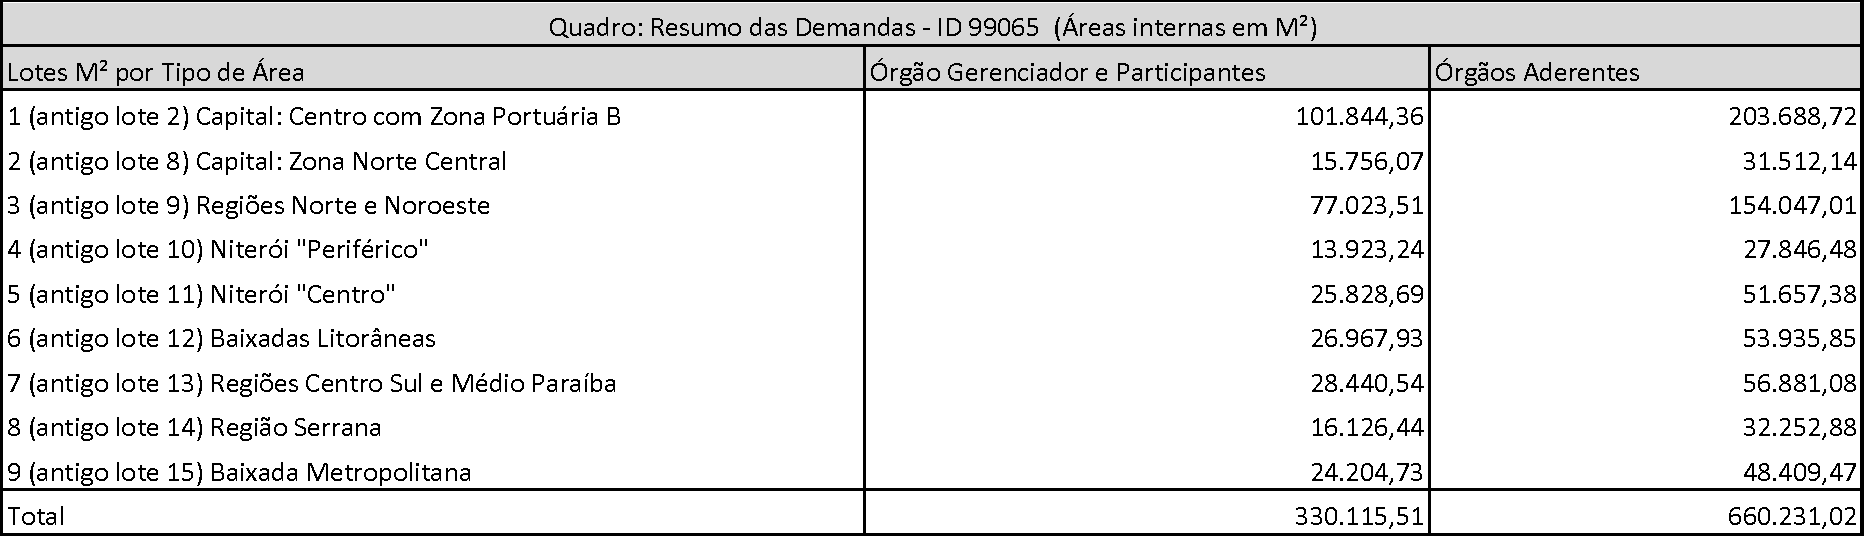 Quadro: Resumo das Demandas - ID 99065  (Áreas internas em M²)
Lotes M² por Tipo de Área Órgão Gerenciador e Participantes Órgãos Aderentes
1 (antigo lote 2) Capital: Centro com Zona Portuária B 101.844,36 203.688,72
2 (antigo lote 8) Capital: Zona Norte Central 15.756,07 31.512,14
3 (antigo lote 9) Regiões Norte e Noroeste 77.023,51 154.047,01
4 (antigo lote 10) Niterói "Periférico" 13.923,24 27.846,48
5 (antigo lote 11) Niterói "Centro" 25.828,69 51.657,38
6 (antigo lote 12) Baixadas Litorâneas 26.967,93 53.935,85
7 (antigo lote 13) Regiões Centro Sul e Médio Paraíba 28.440,54 56.881,08
8 (antigo lote 14) Região Serrana 16.126,44 32.252,88
9 (antigo lote 15) Baixada Metropolitana 24.204,73 48.409,47
Total 330.115,51 660.231,02